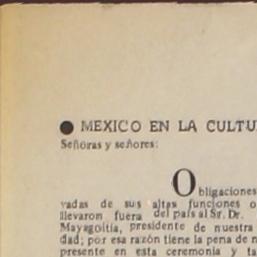 ● MEXICO EN LA CULTU
Señoras y señores:
Obligaciones
vadas de sus altas funciones o
llevaron fuera del país al Sr. Dr.
Mayagoitia, presidente de nuestra
dad; por esa razón tiene la pena de n
presente en esta ceremonia y ta